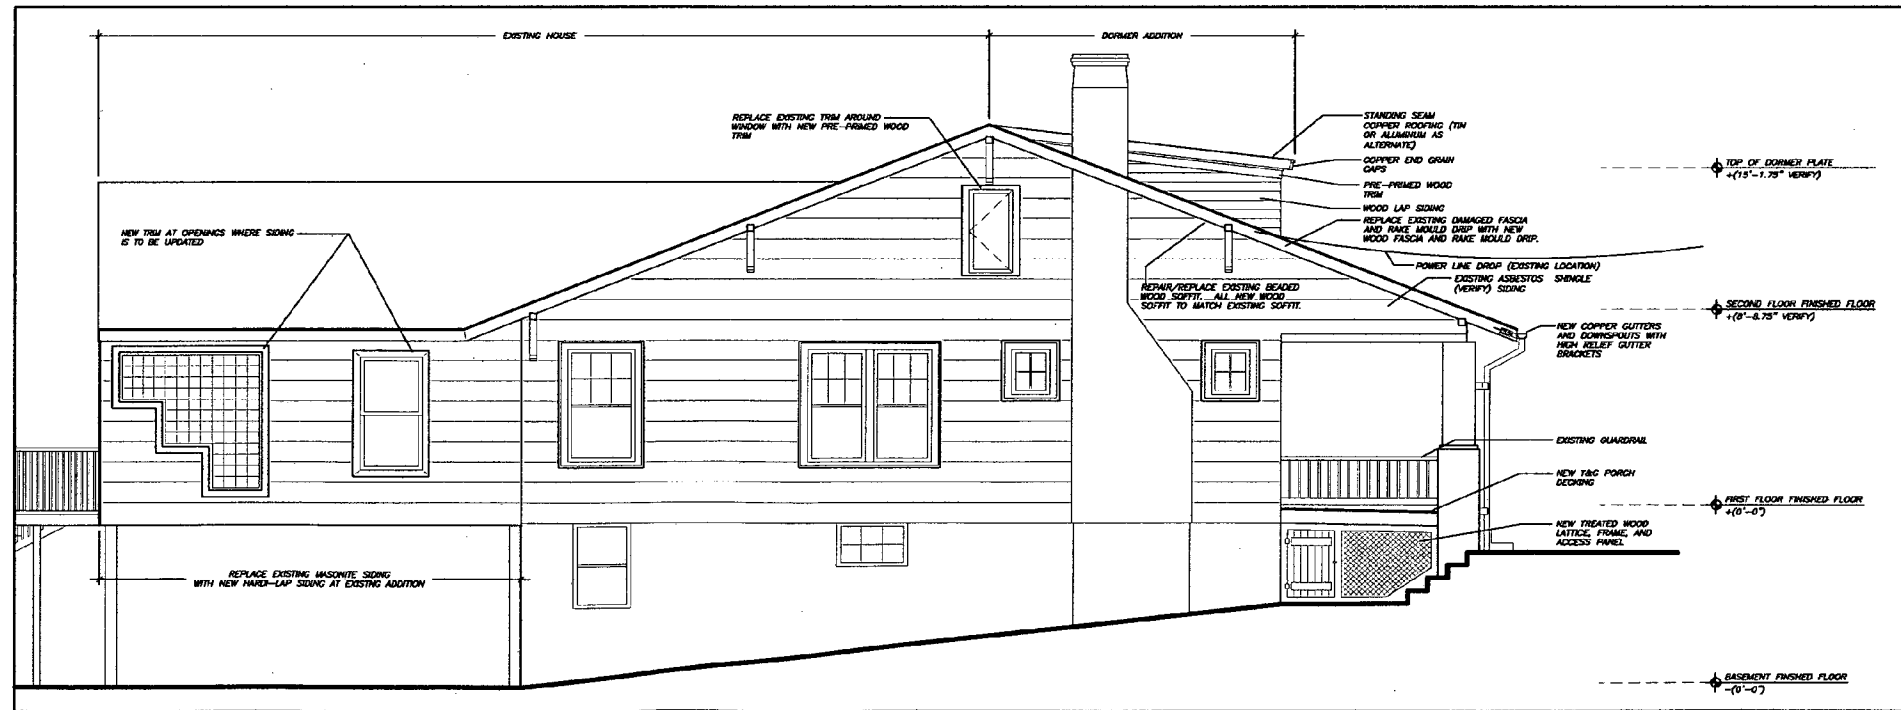 EXISTING HOUSE
DORMER ADDITION
REPLACE EXISTING TRIM AROUND
WINDOW WITH NEW PRE-PRIMED WOOD
TRIM
STANDING SEAM
COPPER ROOFING (TIN
OR ALUMINUM AS
ALTERNATE)
COPPER END GRAIN
CAPS
PRE-PRIMED WOOD
TRIM
WOOD LAP SIDING
REPLACE EXISTING DAMAGED FASCIA
AND RAKE MOULD DRIP WITH NEW
WOOD FASCIA AND RAKE MOULD DRIP.
TOP OF DORMER PLATE
+(15'-1.75" VERIFY)
NEW TRIM AT OPENINGS WHERE SIDING
IS TO BE UPDATED
POWER LINE DROP (EXISTING LOCATION)
EXISTING ASBESTOS SHINGLE
(VERIFY) SIDING
REPAIR/REPLACE EXISTING BEADED
WOOD SOFFIT. ALL NEW WOOD
SOFFIT TO MATCH EXISTING SOFFIT.
SECOND FLOOR FINISHED FLOOR
+(8'-8.75" VERIFY)
NEW COPPER GUTTERS
AND DOWNSPOUTS WITH
HIGH RELIEF GUTTER
BRACKETS
EXISTING GUARDRAIL
NEW T&G PORCH
DECKING
FIRST FLOOR FINISHED FLOOR
+(0'-0")
NEW TREATED WOOD
LATTICE, FRAME, AND
ACCESS PANEL
REPLACE EXISTING MASONITE SIDING
WITH NEW HARDI-LAP SIDING AT EXISTING ADDITION
BASEMENT FINISHED FLOOR
-(0'-0")